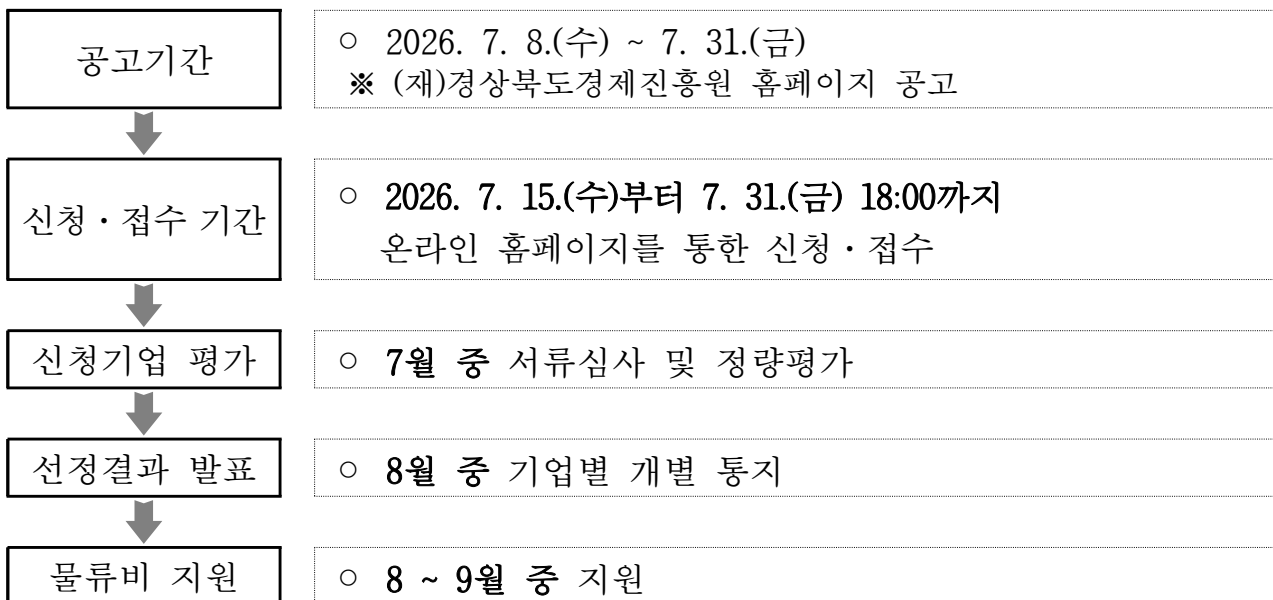 공고기간
○ 2026. 7. 8.(수) ~ 7. 31.(금)
※ (재)경상북도경제진흥원 홈페이지 공고
신청・접수 기간
○ 2026. 7. 15.(수)부터 7. 31.(금) 18:00까지
온라인 홈페이지를 통한 신청・접수
신청기업 평가
○ 7월 중 서류심사 및 정량평가
선정결과 발표
○ 8월 중 기업별 개별 통지
물류비 지원
○ 8 ~ 9월 중 지원